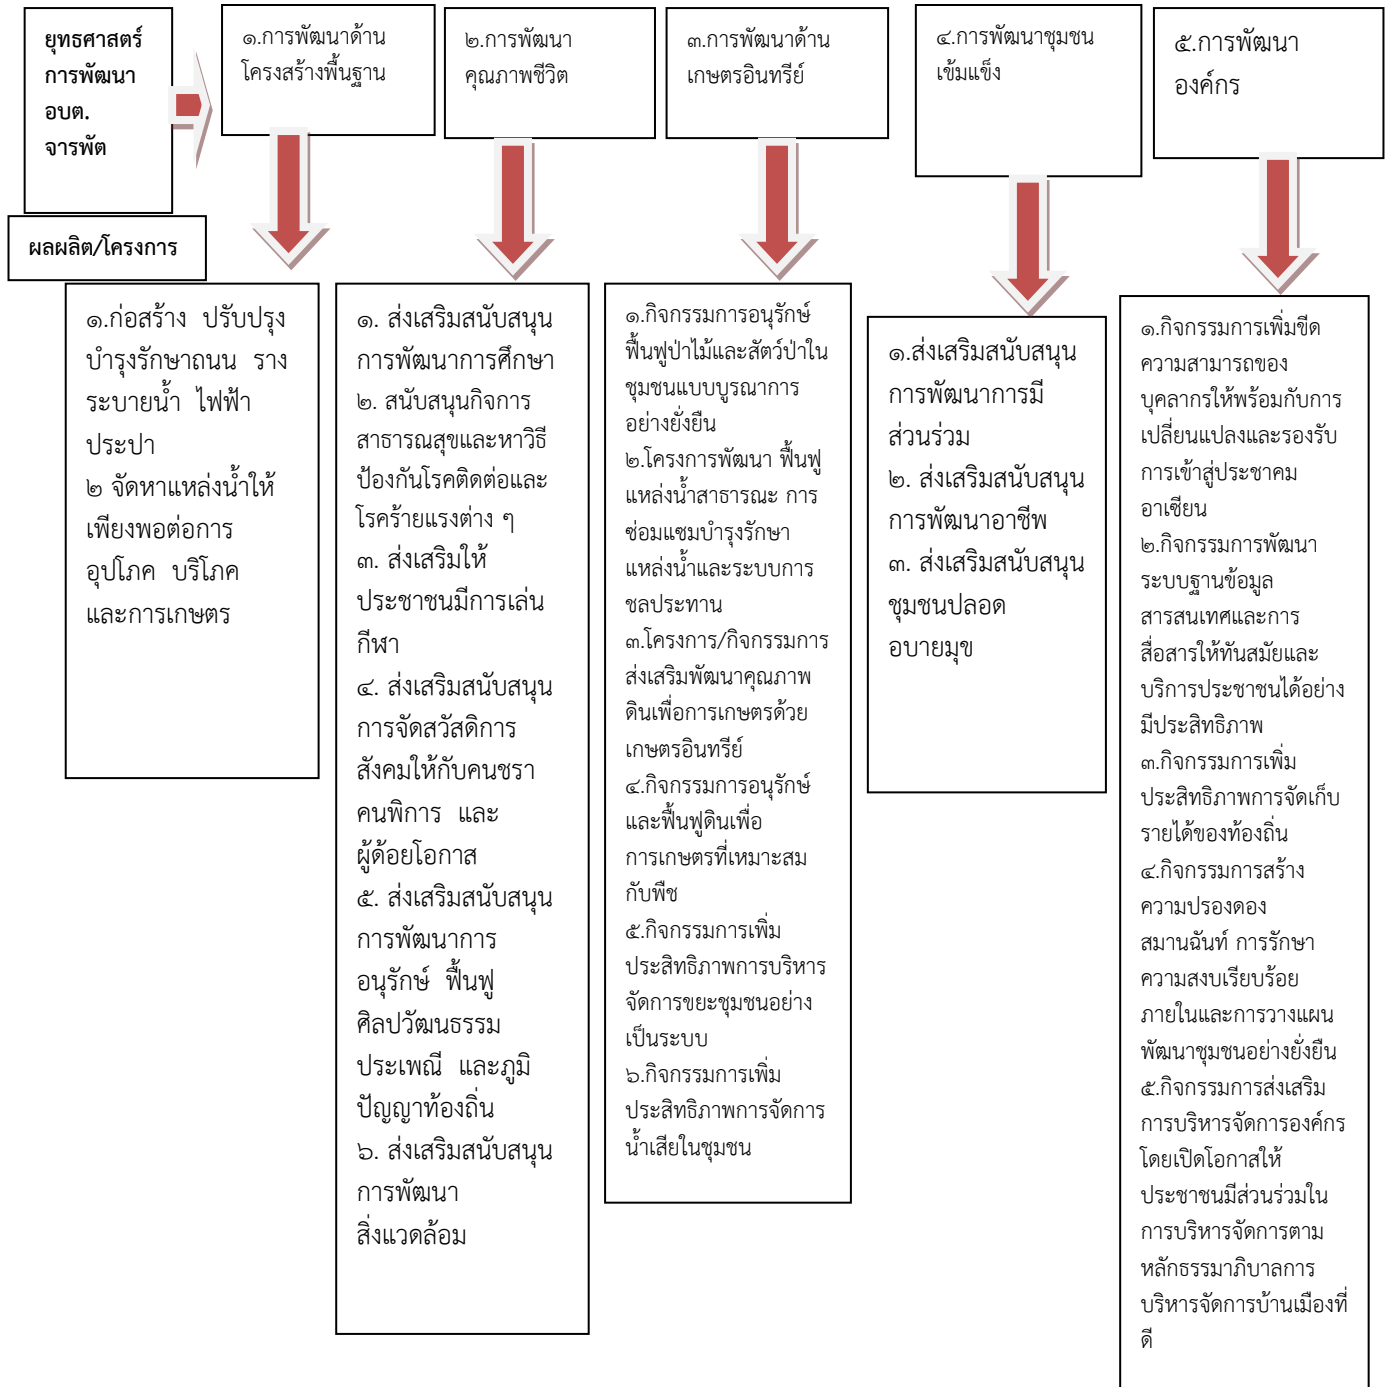 ยุทธศาสตร์
การพัฒนา
อบต.
จารพัต
๑.การพัฒนาด้าน
โครงสร้างพื้นฐาน
๒.การพัฒนา
คุณภาพชีวิต
๓.การพัฒนาด้าน
เกษตรอินทรีย์
๔.การพัฒนาชุมชน
เข้มแข็ง
๕.การพัฒนา
องค์กร
ผลผลิต/โครงการ
๑.ก่อสร้าง ปรับปรุง
บำรุงรักษาถนน ราง
ระบายน้ำ ไฟฟ้า
ประปา
๒ จัดหาแหล่งน้ำให้
เพียงพอต่อการ
อุปโภค บริโภค
และการเกษตร
๑. ส่งเสริมสนับสนุน
การพัฒนาการศึกษา
๒. สนับสนุนกิจการ
สาธารณสุขและหาวิธี
ป้องกันโรคติดต่อและ
โรคร้ายแรงต่าง ๆ
๓. ส่งเสริมให้
ประชาชนมีการเล่น
กีฬา
๔. ส่งเสริมสนับสนุน
การจัดสวัสดิการ
สังคมให้กับคนชรา
คนพิการ และ
ผู้ด้อยโอกาส
๕. ส่งเสริมสนับสนุน
การพัฒนาการ
อนุรักษ์ ฟื้นฟู
ศิลปวัฒนธรรม
ประเพณี และภูมิ
ปัญญาท้องถิ่น
๖. ส่งเสริมสนับสนุน
การพัฒนา
สิ่งแวดล้อม
๑.กิจกรรมการอนุรักษ์
ฟื้นฟูป่าไม้และสัตว์ป่าใน
ชุมชนแบบบูรณาการ
อย่างยั่งยืน
๒.โครงการพัฒนา ฟื้นฟู
แหล่งน้ำสาธารณะ การ
ซ่อมแซมบำรุงรักษา
แหล่งน้ำและระบบการ
ชลประทาน
๓.โครงการ/กิจกรรมการ
ส่งเสริมพัฒนาคุณภาพ
ดินเพื่อการเกษตรด้วย
เกษตรอินทรีย์
๔.กิจกรรมการอนุรักษ์
และฟื้นฟูดินเพื่อ
การเกษตรที่เหมาะสม
กับพืช
๕.กิจกรรมการเพิ่ม
ประสิทธิภาพการบริหาร
จัดการขยะชุมชนอย่าง
เป็นระบบ
๖.กิจกรรมการเพิ่ม
ประสิทธิภาพการจัดการ
น้ำเสียในชุมชน
๑.ส่งเสริมสนับสนุน
การพัฒนาการมี
ส่วนร่วม
๒. ส่งเสริมสนับสนุน
การพัฒนาอาชีพ
๓. ส่งเสริมสนับสนุน
ชุมชนปลอด
อบายมุข
๑.กิจกรรมการเพิ่มขีด
ความสามารถของ
บุคลากรให้พร้อมกับการ
เปลี่ยนแปลงและรองรับ
การเข้าสู่ประชาคม
อาเซียน
๒.กิจกรรมการพัฒนา
ระบบฐานข้อมูล
สารสนเทศและการ
สื่อสารให้ทันสมัยและ
บริการประชาชนได้อย่าง
มีประสิทธิภาพ
๓.กิจกรรมการเพิ่ม
ประสิทธิภาพการจัดเก็บ
รายได้ของท้องถิ่น
๔.กิจกรรมการสร้าง
ความปรองดอง
สมานฉันท์ การรักษา
ความสงบเรียบร้อย
ภายในและการวางแผน
พัฒนาชุมชนอย่างยั่งยืน
๕.กิจกรรมการส่งเสริม
การบริหารจัดการองค์กร
โดยเปิดโอกาสให้
ประชาชนมีส่วนร่วมใน
การบริหารจัดการตาม
หลักธรรมาภิบาลการ
บริหารจัดการบ้านเมืองที่
ดี